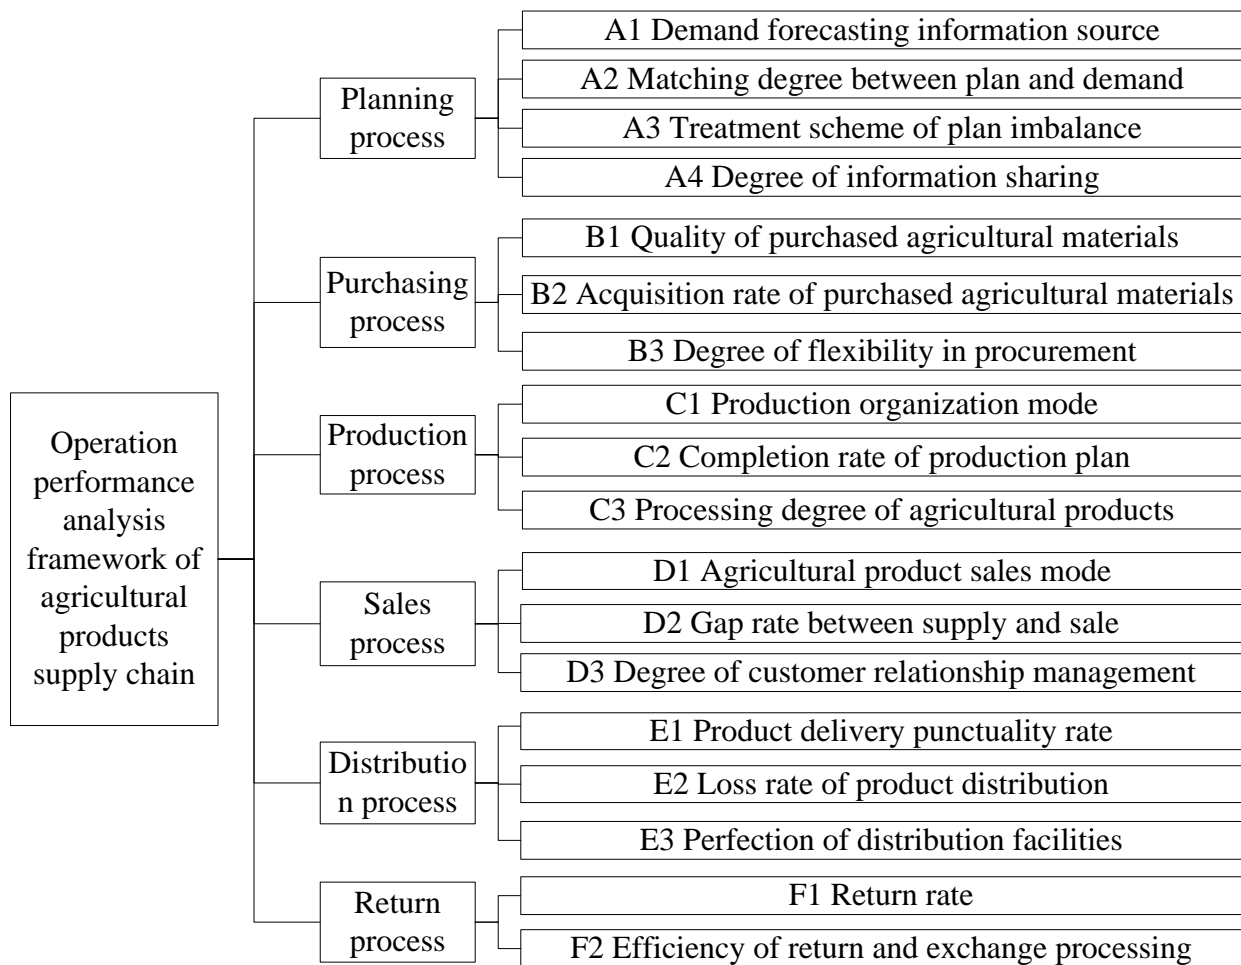 Operation
performance
analysis
framework of
agricultural
products
supply chain
Planning
process
A1 Demand forecasting information source
A2 Matching degree between plan and demand
A3 Treatment scheme of plan imbalance
A4 Degree of information sharing
Purchasing
process
B1 Quality of purchased agricultural materials
B2 Acquisition rate of purchased agricultural materials
B3 Degree of flexibility in procurement
Production
process
C1 Production organization mode
C2 Completion rate of production plan
C3 Processing degree of agricultural products
Sales
process
D1 Agricultural product sales mode
D2 Gap rate between supply and sale
D3 Degree of customer relationship management
Distributio
n process
E1 Product delivery punctuality rate
E2 Loss rate of product distribution
E3 Perfection of distribution facilities
Return
process
F1 Return rate
F2 Efficiency of return and exchange processing